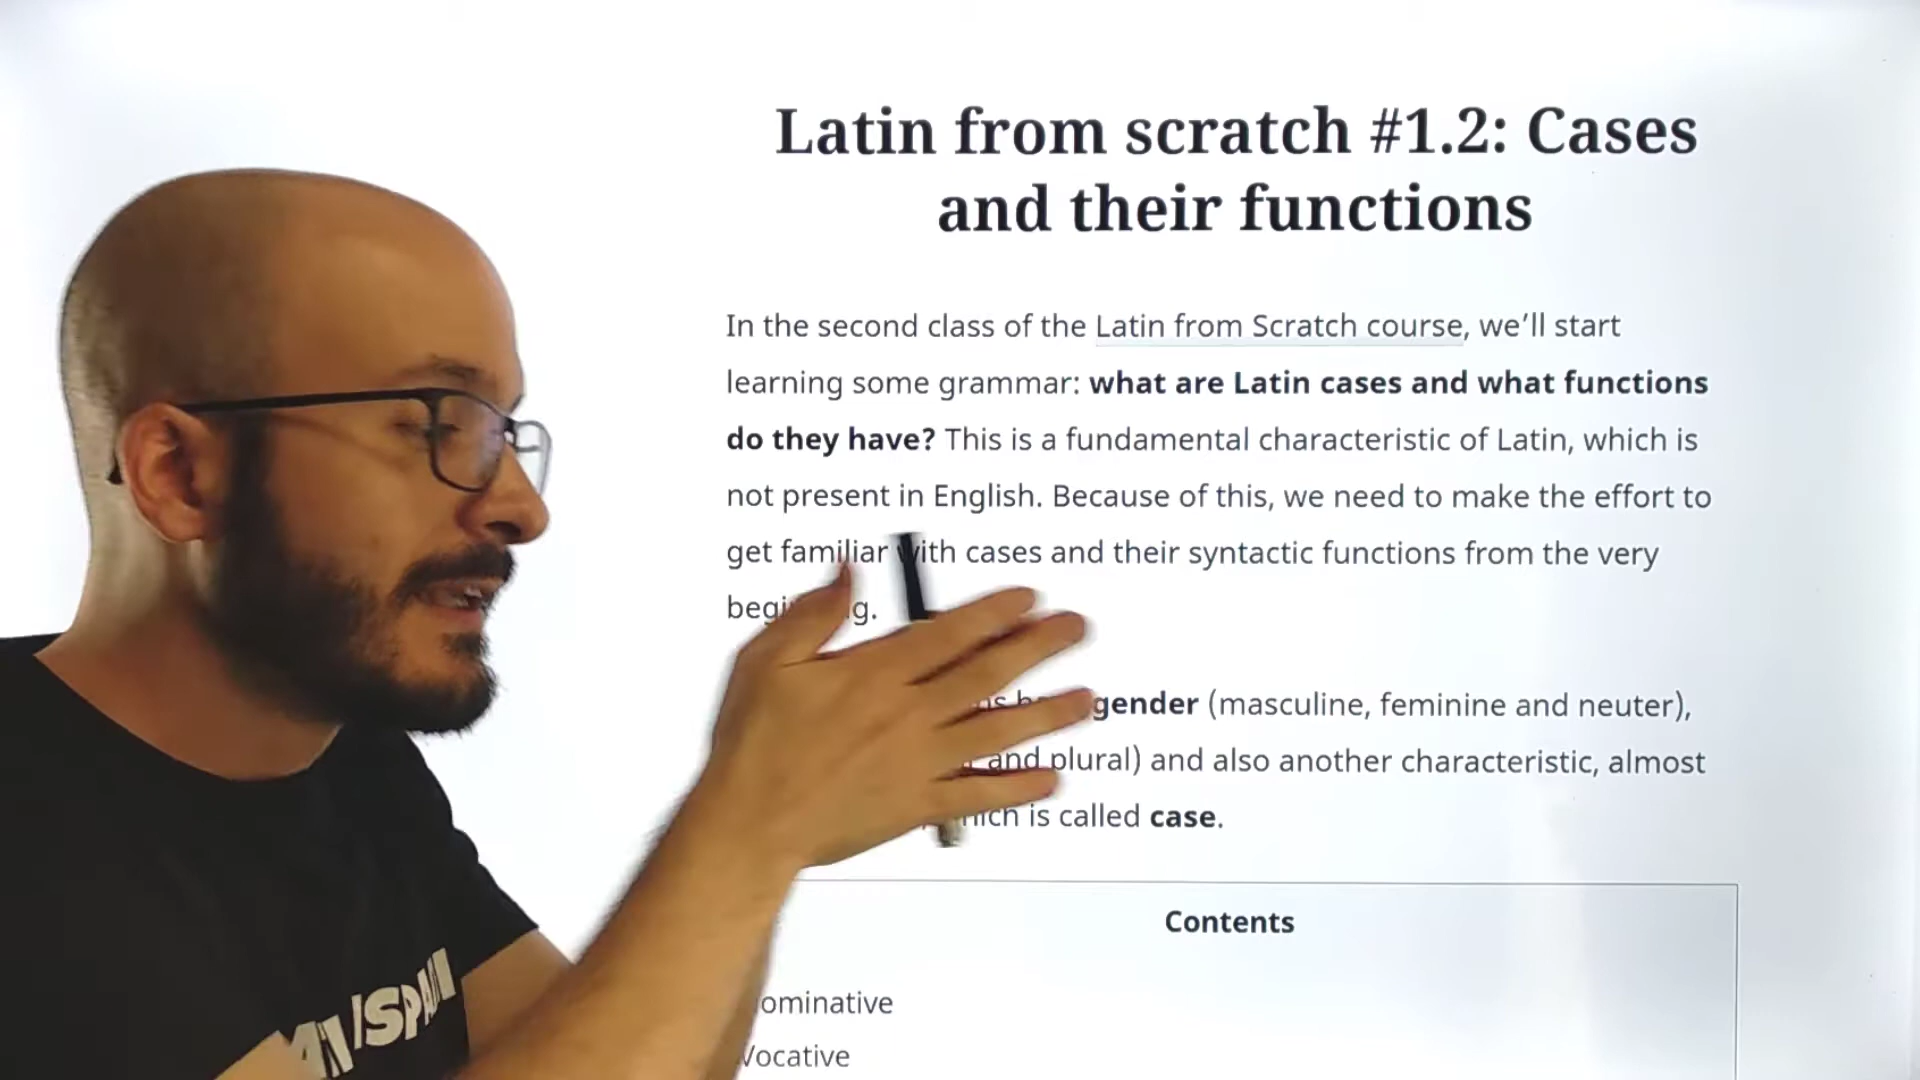 Latin from scratch #1.2: Cases
and their functions
In the second class of the Latin from Scratch course, we’ll start
learning some grammar: what are Latin cases and what functions
do they have? This is a fundamental characteristic of Latin, which is
not present in English. Because of this, we need to make the effort to
get familiar with cases and their syntactic functions from the very
gender (masculine, feminine and neuter),
and plural) and also another characteristic, almost
is called case.
Contents
ominative
Vocative